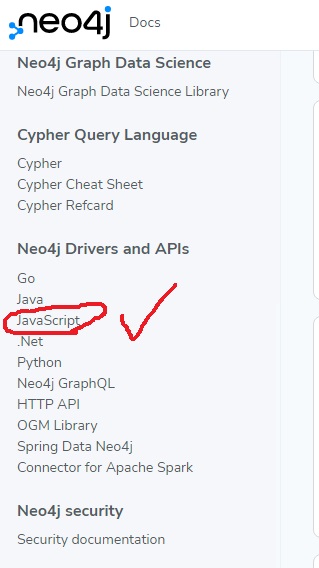 neo4j Docs
Neo4j Graph Data Science
Neo4j Graph Data Science Library
Cypher Query Language
Cypher
Cypher Cheat Sheet
Cypher Refcard
Neo4j Drivers and APIs
Go
Java
JavaScript
.Net
Python
Neo4j GraphQL
HTTP API
OGM Library
Spring Data Neo4j
Connector for Apache Spark
Neo4j security
Security documentation